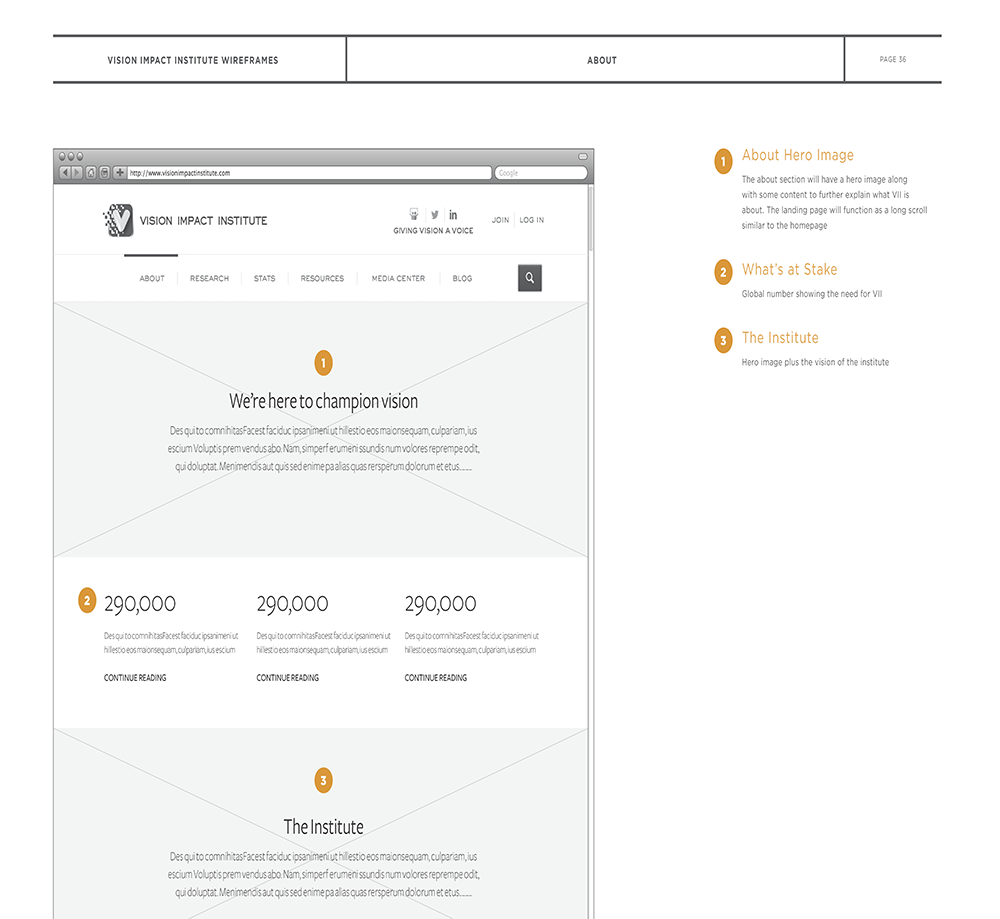 VISION IMPACT INSTITUTE WIREFRAMES
ABOUT
PAGE 36
http://www.visionimpactinstitute.com
Google
VISION IMPACT INSTITUTE
GIVING VISION A VOICE
JOIN
LOG IN
ABOUT
RESEARCH
STATS
RESOURCES
MEDIA CENTER
BLOG
1
We're here to champion vision
Des qui to comnihitasFacest faciduc ipsanimeni ut hillestio eos maionsequam, culpariam, ius
escium Voluptis prem vendus abo. Nam, simperf erumeni ssundis num volores reprempe odit,
qui doluptat. Menimendis aut quis sed enime pa alias quas rersperum dolorum et etus........
2
290,000
Des qui to comnihitasFacest faciduc ipsanimeni ut
hillestio eos maionsequam, culpariam, ius escium
CONTINUE READING
290,000
Des qui to comnihitasFacest faciduc ipsanimeni ut
hillestio eos maionsequam, culpariam, ius escium
CONTINUE READING
290,000
Des qui to comnihitasFacest faciduc ipsanimeni ut
hillestio eos maionsequam, culpariam, ius escium
CONTINUE READING
3
The Institute
Des qui to comnihitasFacest faciduc ipsanimeni ut hillestio eos maionsequam, culpariam, ius
escium Voluptis prem vendus abo. Nam, simperf erumeni ssundis num volores reprempe odit,
qui doluptat. Menimendis aut quis sed enime pa alias quas rersperum dolorum et etus........
1
About Hero Image
The about section will have a hero image along
with some content to further explain what VII is
about. The landing page will function as a long scroll
similar to the homepage
2
What's at Stake
Global number showing the need for VII
3
The Institute
Hero image plus the vision of the institute